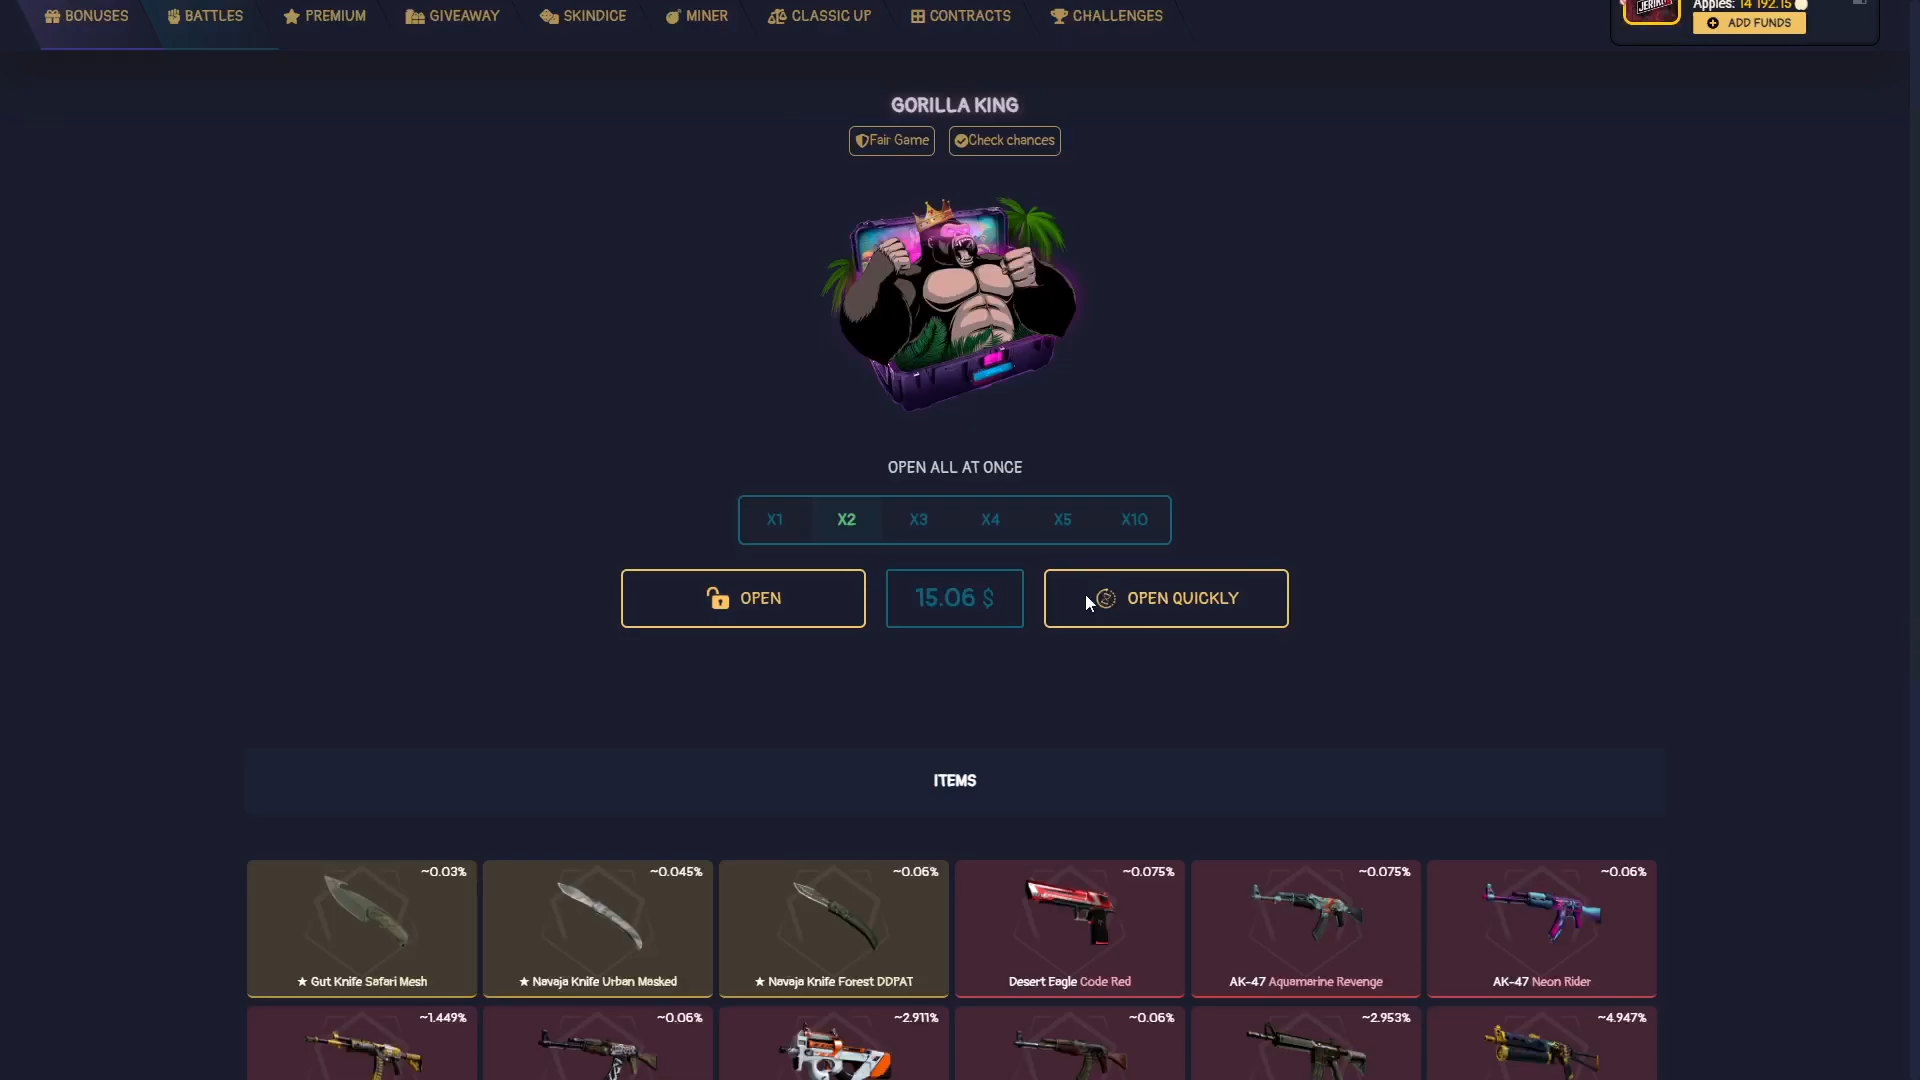 BONUSES BATTLES PREMIUM GIVEAWAY SKINDICE MINER CLASSIC UP CONTRACTS CHALLENGES
Apples: 14 192.15
ADD FUNDS
GORILLA KING
Fair Game Check chances
OPEN ALL AT ONCE
X1 X2 X3 X4 X5 X10
OPEN 15.06 $ OPEN QUICKLY
ITEMS
~0.03% ~0.045% ~0.06% ~0.075% ~0.075% ~0.06%
★ Gut Knife Safari Mesh ★ Navaja Knife Urban Masked ★ Navaja Knife Forest DDPAT Desert Eagle Code Red AK-47 Aquamarine Revenge AK-47 Neon Rider
~1.449% ~0.06% ~2.911% ~0.06% ~2.953% ~4.947%